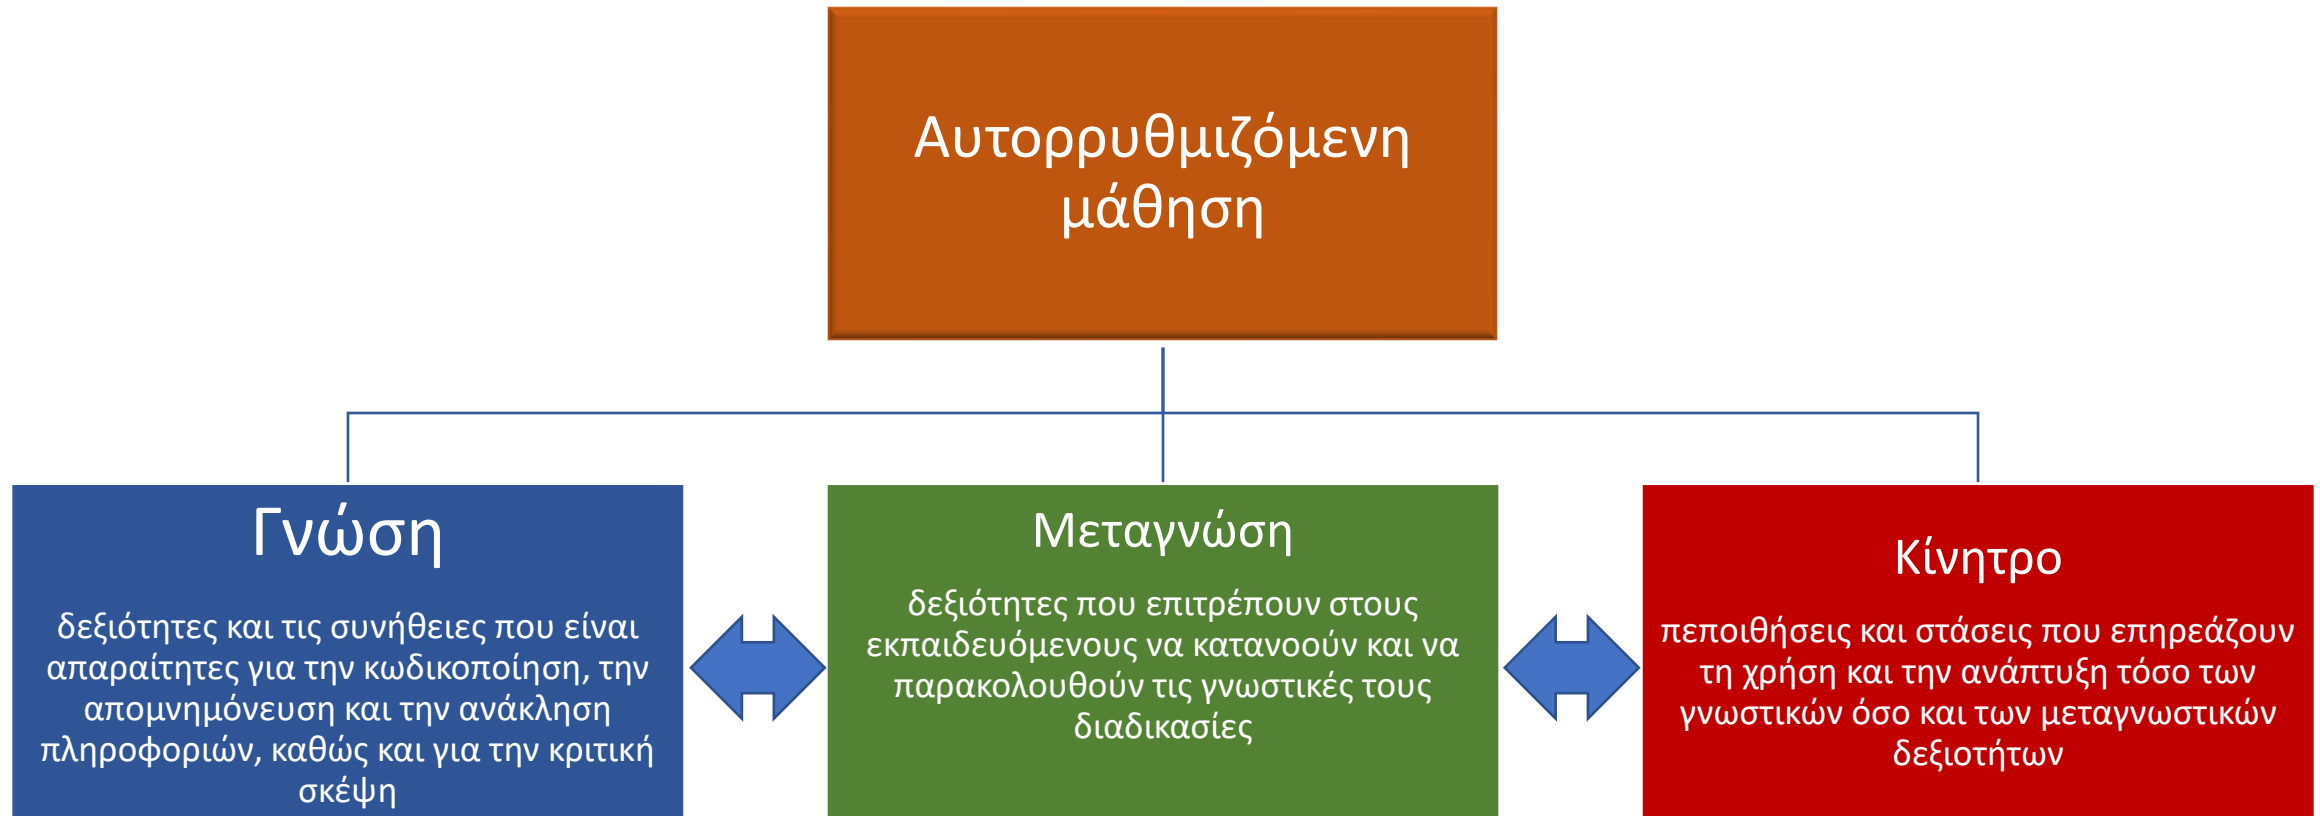 Αυτορρυθμιζόμενη
μάθηση
Γνώση
δεξιότητες και τις συνήθειες που είναι
απαραίτητες για την κωδικοποίηση, την
απομνημόνευση και την ανάκληση
πληροφοριών, καθώς και για την κριτική
σκέψη
Μεταγνώση
δεξιότητες που επιτρέπουν στους
εκπαιδευόμενους να κατανοούν και να
παρακολουθούν τις γνωστικές τους
διαδικασίες
Κίνητρο
πεποιθήσεις και στάσεις που επηρεάζουν
τη χρήση και την ανάπτυξη τόσο των
γνωστικών όσο και των μεταγνωστικών
δεξιοτήτων